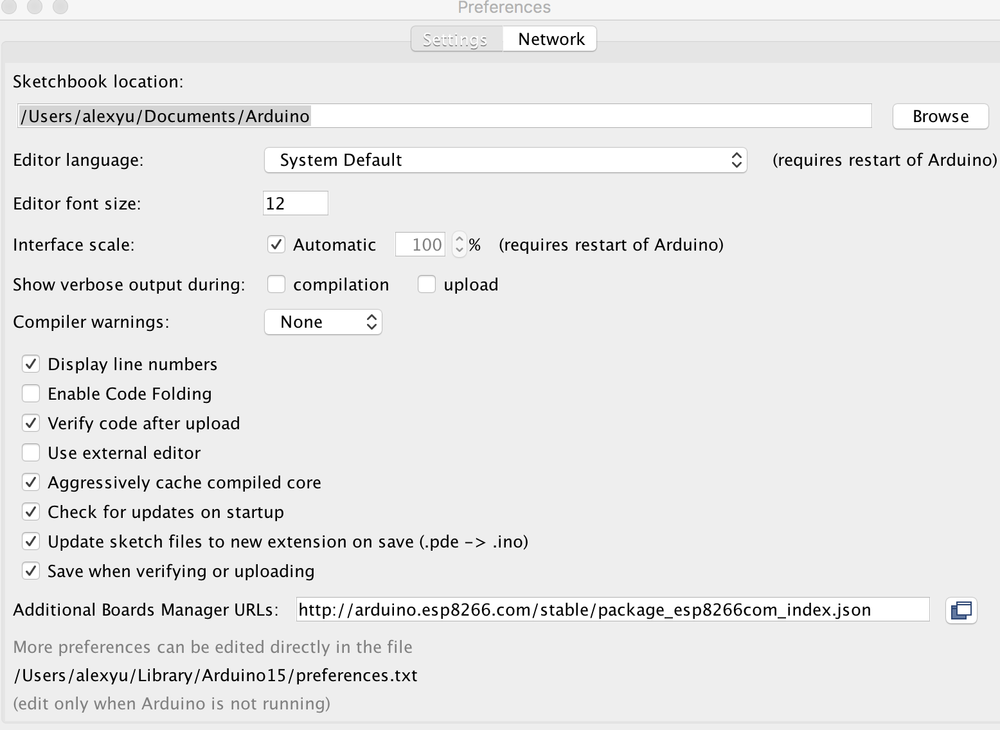 Preferences
Settings Network
Sketchbook location:
/Users/alexyu/Documents/Arduino Browse
Editor language: System Default (requires restart of Arduino)
Editor font size: 12
Interface scale: Automatic 100 % (requires restart of Arduino)
Show verbose output during: compilation upload
Compiler warnings: None
Display line numbers
Enable Code Folding
Verify code after upload
Use external editor
Aggressively cache compiled core
Check for updates on startup
Update sketch files to new extension on save (.pde -> .ino)
Save when verifying or uploading
Additional Boards Manager URLs: http://arduino.esp8266.com/stable/package_esp8266com_index.json
More preferences can be edited directly in the file
/Users/alexyu/Library/Arduino15/preferences.txt
(edit only when Arduino is not running)